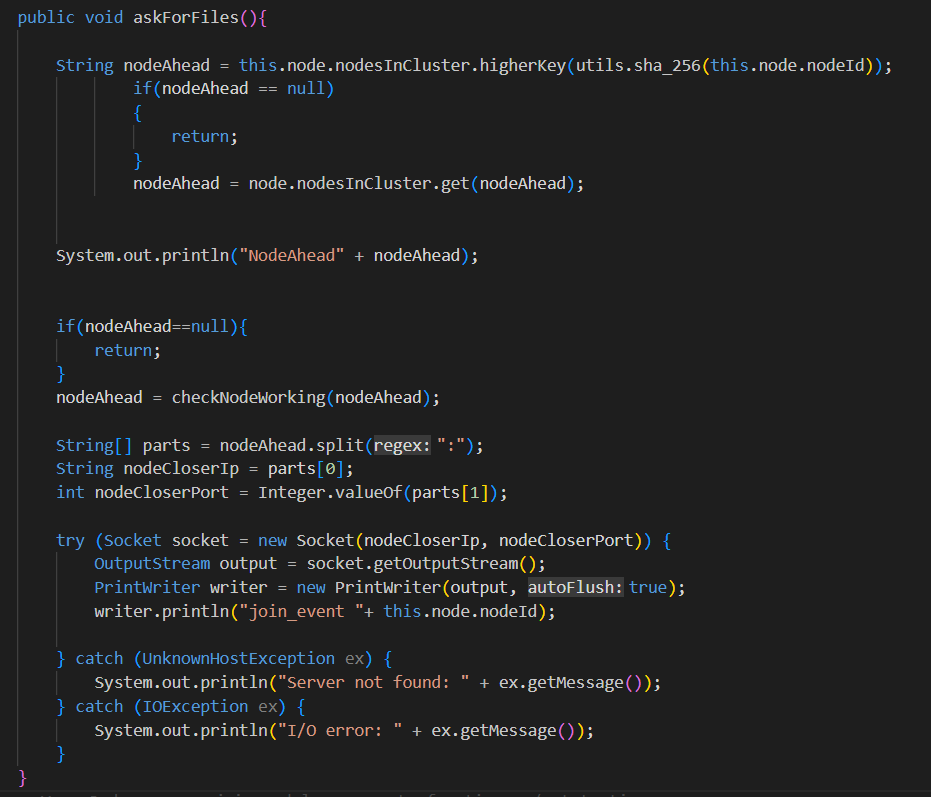 public void askForFiles(){
String nodeAhead = this.node.nodesInCluster.higherKey(utils.sha_256(this.node.nodeId));
if(nodeAhead == null)
{
return;
}
nodeAhead = node.nodesInCluster.get(nodeAhead);
System.out.println("NodeAhead" + nodeAhead);
if(nodeAhead==null){
return;
}
nodeAhead = checkNodeWorking(nodeAhead);
String[] parts = nodeAhead.split(regex: ":");
String nodeCloserIp = parts[0];
int nodeCloserPort = Integer.valueOf(parts[1]);
try (Socket socket = new Socket(nodeCloserIp, nodeCloserPort)) {
OutputStream output = socket.getOutputStream();
PrintWriter writer = new PrintWriter(output, autoFlush: true);
writer.println("join_event "+ this.node.nodeId);
} catch (UnknownHostException ex) {
System.out.println("Server not found: " + ex.getMessage());
} catch (IOException ex) {
System.out.println("I/O error: " + ex.getMessage());
}
}